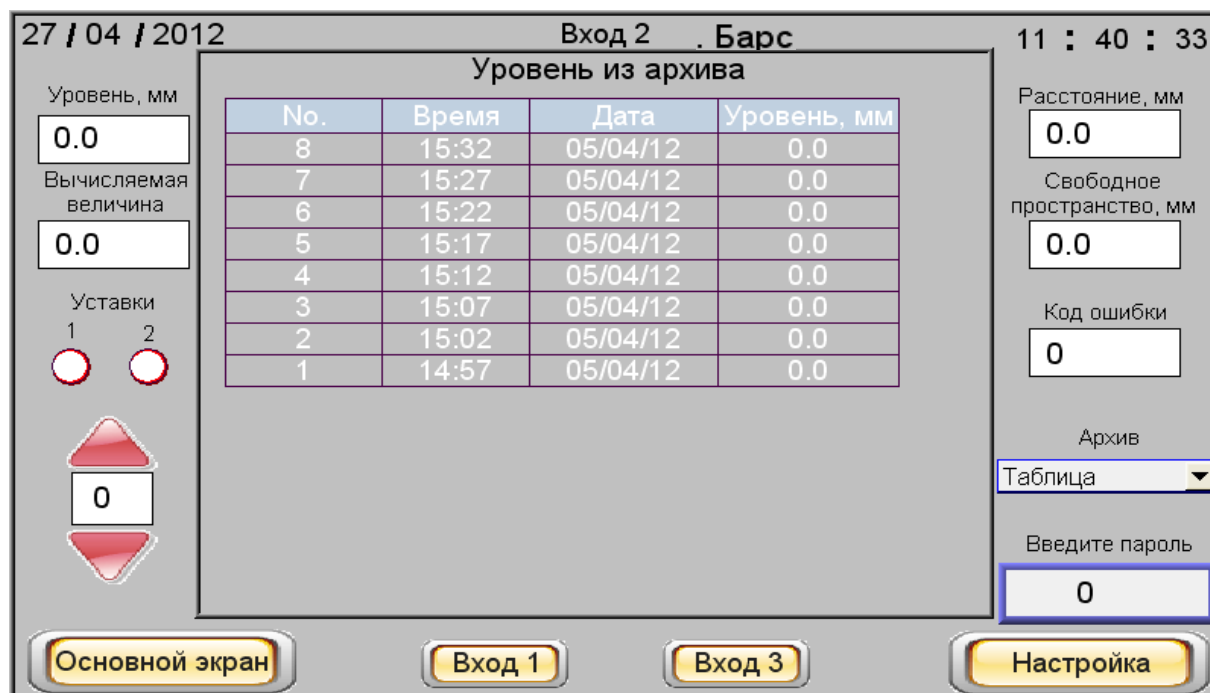 27 / 04 / 2012 Вход 2 . Барс 11 : 40 : 33
Уровень из архива
Уровень, мм
0.0
Вычисляемая
величина
0.0
Уставки
1 2
0
No. Время Дата Уровень, мм
8 15:32 05/04/12 0.0
7 15:27 05/04/12 0.0
6 15:22 05/04/12 0.0
5 15:17 05/04/12 0.0
4 15:12 05/04/12 0.0
3 15:07 05/04/12 0.0
2 15:02 05/04/12 0.0
1 14:57 05/04/12 0.0
Расстояние, мм
0.0
Свободное
пространство, мм
0.0
Код ошибки
0
Архив
Таблица
Введите пароль
0
Основной экран Вход 1 Вход 3 Настройка